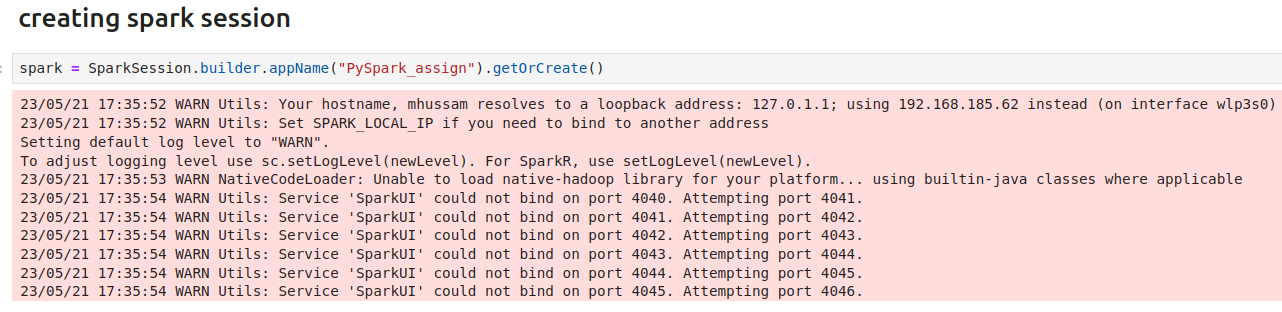 creating spark session
spark = SparkSession.builder.appName("PySpark_assign").getOrCreate()
23/05/21 17:35:52 WARN Utils: Your hostname, mhussam resolves to a loopback address: 127.0.1.1; using 192.168.185.62 instead (on interface wlp3s0)
23/05/21 17:35:52 WARN Utils: Set SPARK_LOCAL_IP if you need to bind to another address
Setting default log level to "WARN".
To adjust logging level use sc.setLogLevel(newLevel). For SparkR, use setLogLevel(newLevel).
23/05/21 17:35:53 WARN NativeCodeLoader: Unable to load native-hadoop library for your platform... using builtin-java classes where applicable
23/05/21 17:35:54 WARN Utils: Service 'SparkUI' could not bind on port 4040. Attempting port 4041.
23/05/21 17:35:54 WARN Utils: Service 'SparkUI' could not bind on port 4041. Attempting port 4042.
23/05/21 17:35:54 WARN Utils: Service 'SparkUI' could not bind on port 4042. Attempting port 4043.
23/05/21 17:35:54 WARN Utils: Service 'SparkUI' could not bind on port 4043. Attempting port 4044.
23/05/21 17:35:54 WARN Utils: Service 'SparkUI' could not bind on port 4044. Attempting port 4045.
23/05/21 17:35:54 WARN Utils: Service 'SparkUI' could not bind on port 4045. Attempting port 4046.